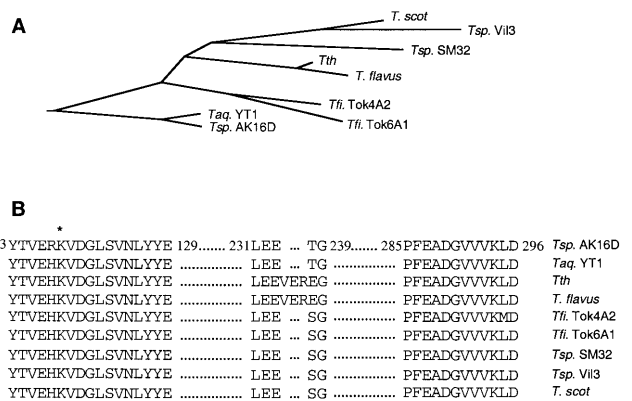 A
T. scot
Tsp. Vil3
Tsp. SM32
Tth
T. flavus
Tfi. Tok4A2
Taq. YT1
Tfi. Tok6A1
Tsp. AK16D
B
*
3 YTVERKVDGLSVNLYYE 129....... 231 LEE ... TG 239....... 285 PFEADGVVVKLD 296 Tsp. AK16D
YTVEHKVDGLSVNLYYE ................ LEE ... TG ................ PFEADGVVVKLD Taq. YT1
YTVEHKVDGLSVNLYYE ................ LEEVEREG ................ PFEADGVVVKLD Tth
YTVEHKVDGLSVNLYYE ................ LEEVEREG ................ PFEADGVVVKLD T. flavus
YTVEHKVDGLSVNLYYE ................ LEE ... SG ................ PFEADGVVVKMD Tfi. Tok4A2
YTVEHKVDGLSVNLYYE ................ LEE ... SG ................ PFEADGVVVKLD Tfi. Tok6A1
YTVEHKVDGLSVNLYYE ................ LEE ... SG ................ PFEADGVVVKLD Tsp. SM32
YTVEHKVDGLSVNLYYE ................ LEE ... SG ................ PFEADGVVVKLD Tsp. Vil3
YTVEHKVDGLSVNLYYE ................ LEE ... SG ................ PFEADGVVVKLD T. scot